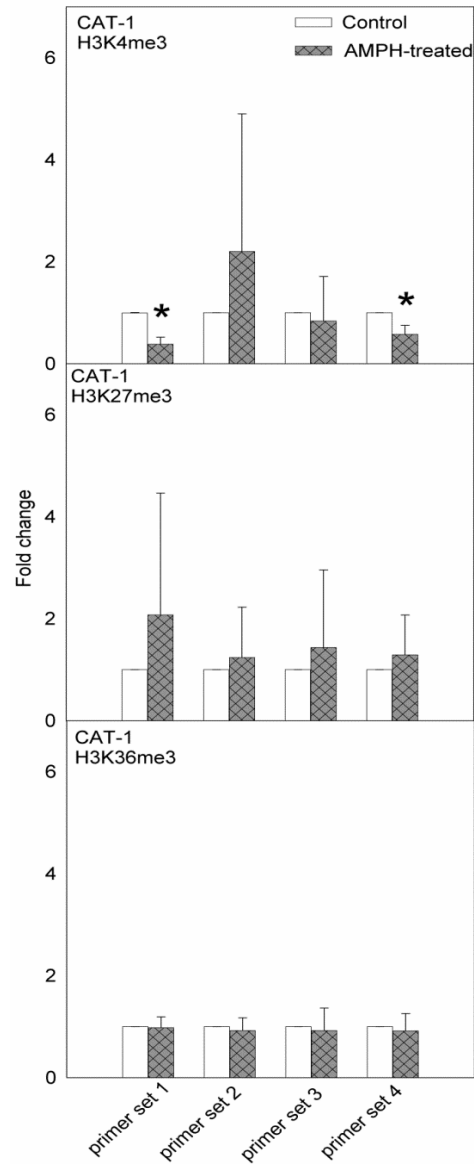 CAT-1
H3K4me3
Control
AMPH-treated
6
4
2
0
*
*
CAT-1
H3K27me3
6
4
2
0
Fold change
CAT-1
H3K36me3
6
4
2
0
primer set 1
primer set 2
primer set 3
primer set 4